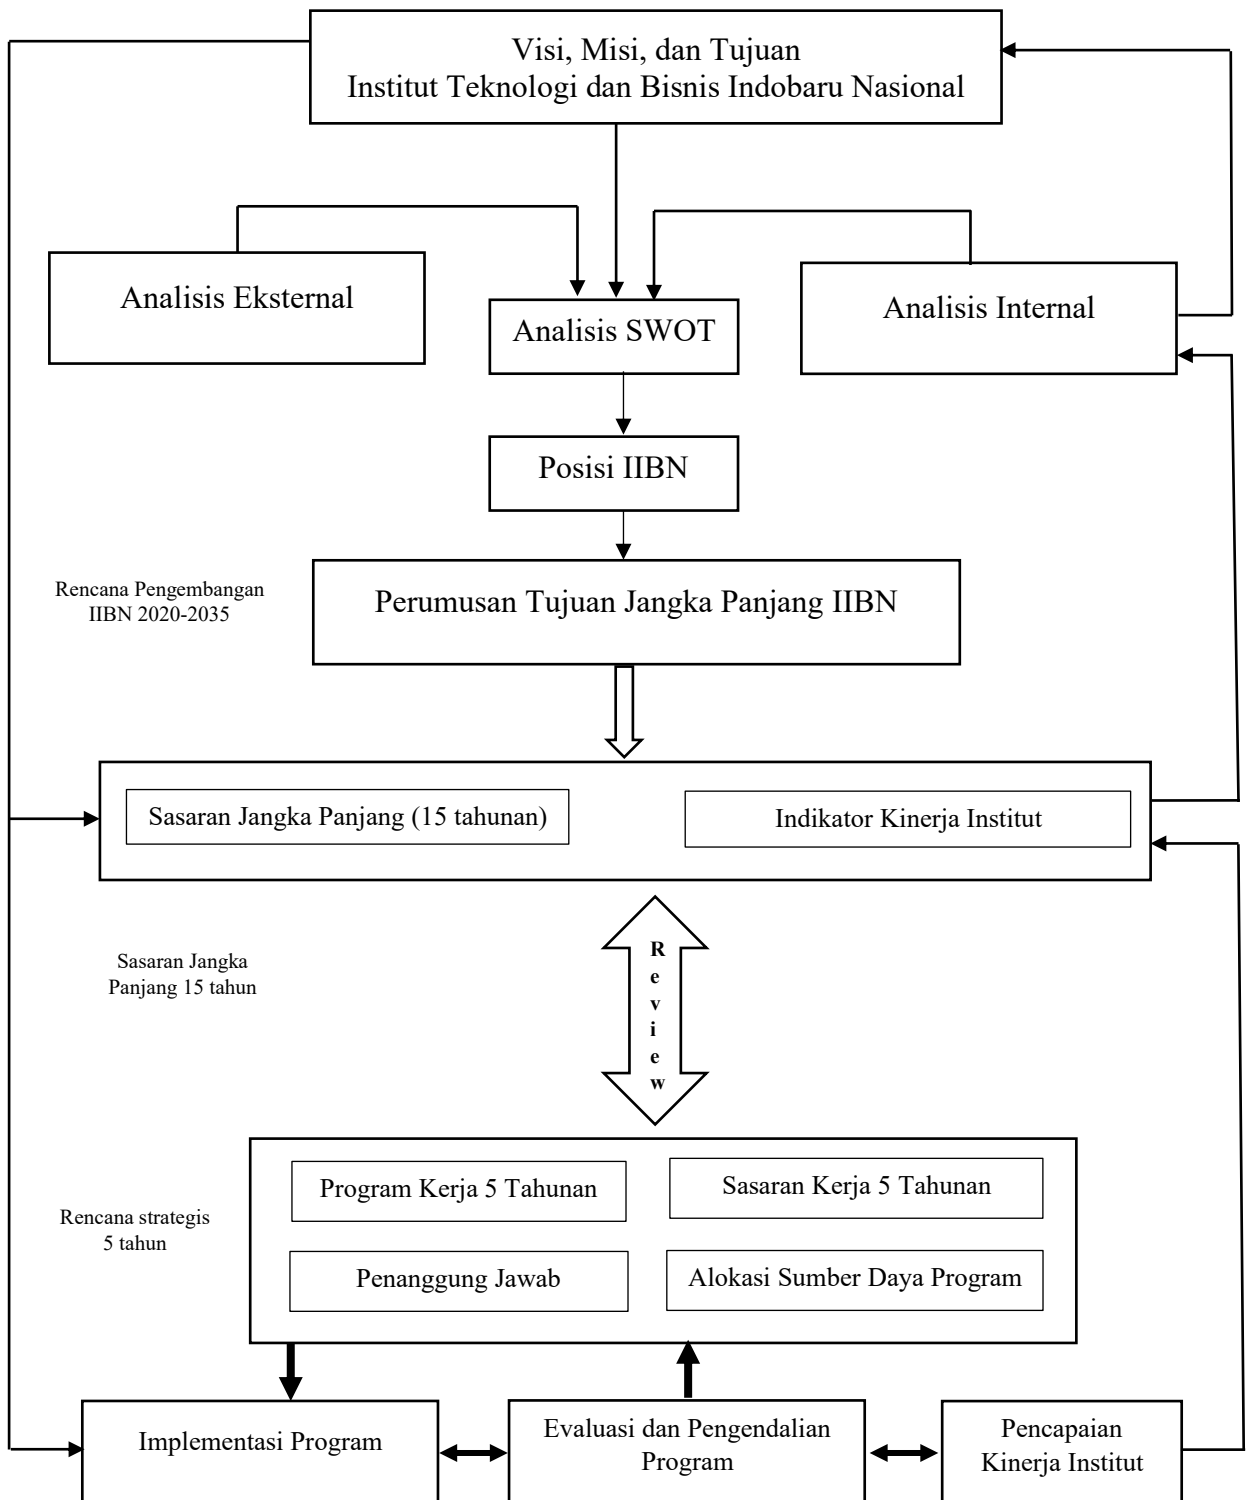 Visi, Misi, dan Tujuan
Institut Teknologi dan Bisnis Indobaru Nasional
Analisis Eksternal
Analisis SWOT
Analisis Internal
Posisi IIBN
Rencana Pengembangan
IIBN 2020-2035
Perumusan Tujuan Jangka Panjang IIBN
Sasaran Jangka Panjang (15 tahunan)
Indikator Kinerja Institut
Review
Sasaran Jangka
Panjang 15 tahun
Program Kerja 5 Tahunan
Sasaran Kerja 5 Tahunan
Rencana strategis
5 tahun
Penanggung Jawab
Alokasi Sumber Daya Program
Implementasi Program
Evaluasi dan Pengendalian
Program
Pencapaian
Kinerja Institut